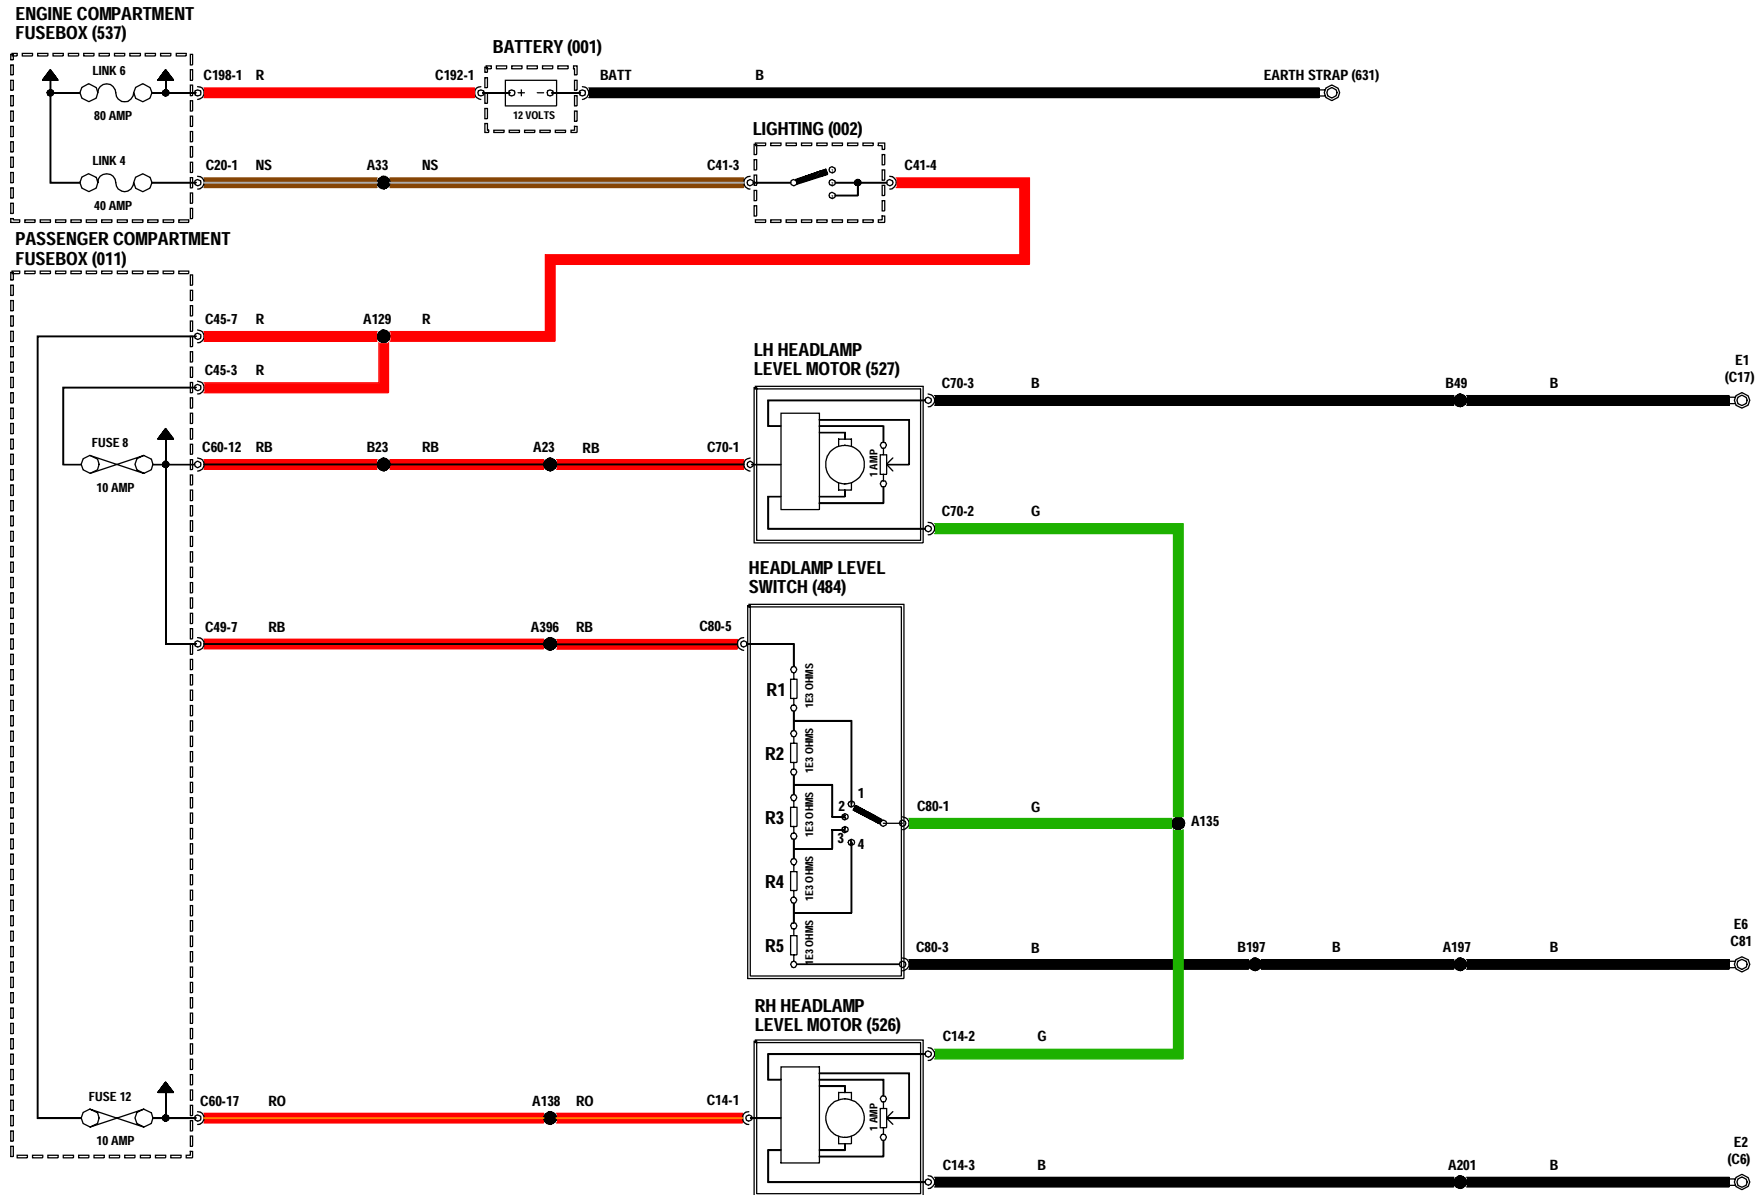 ENGINE COMPARTMENT
FUSEBOX (537)
BATTERY (001)
LINK 6
80 AMP
C198-1 R
C192-1
12 VOLTS
BATT B
EARTH STRAP (631)
LIGHTING (002)
LINK 4
40 AMP
C20-1 NS
A33 NS
C41-3
C41-4
PASSENGER COMPARTMENT
FUSEBOX (011)
C45-7 R
A129 R
C45-3 R
LH HEADLAMP
LEVEL MOTOR (527)
C70-3 B
B49 B
E1
(C17)
FUSE 8
10 AMP
C60-12 RB
B23 RB
A23 RB
C70-1
1 AMP
C70-2 G
HEADLAMP LEVEL
SWITCH (484)
C49-7 RB
A396 RB
C80-5
R1 1E3 OHMS
R2 1E3 OHMS
R3 1E3 OHMS
R4 1E3 OHMS
R5 1E3 OHMS
1
2
3
4
C80-1 G
A135
C80-3 B
B197 B
A197 B
E6
C81
RH HEADLAMP
LEVEL MOTOR (526)
C14-2 G
FUSE 12
10 AMP
C60-17 RO
A138 RO
C14-1
1 AMP
C14-3 B
A201 B
E2
(C6)